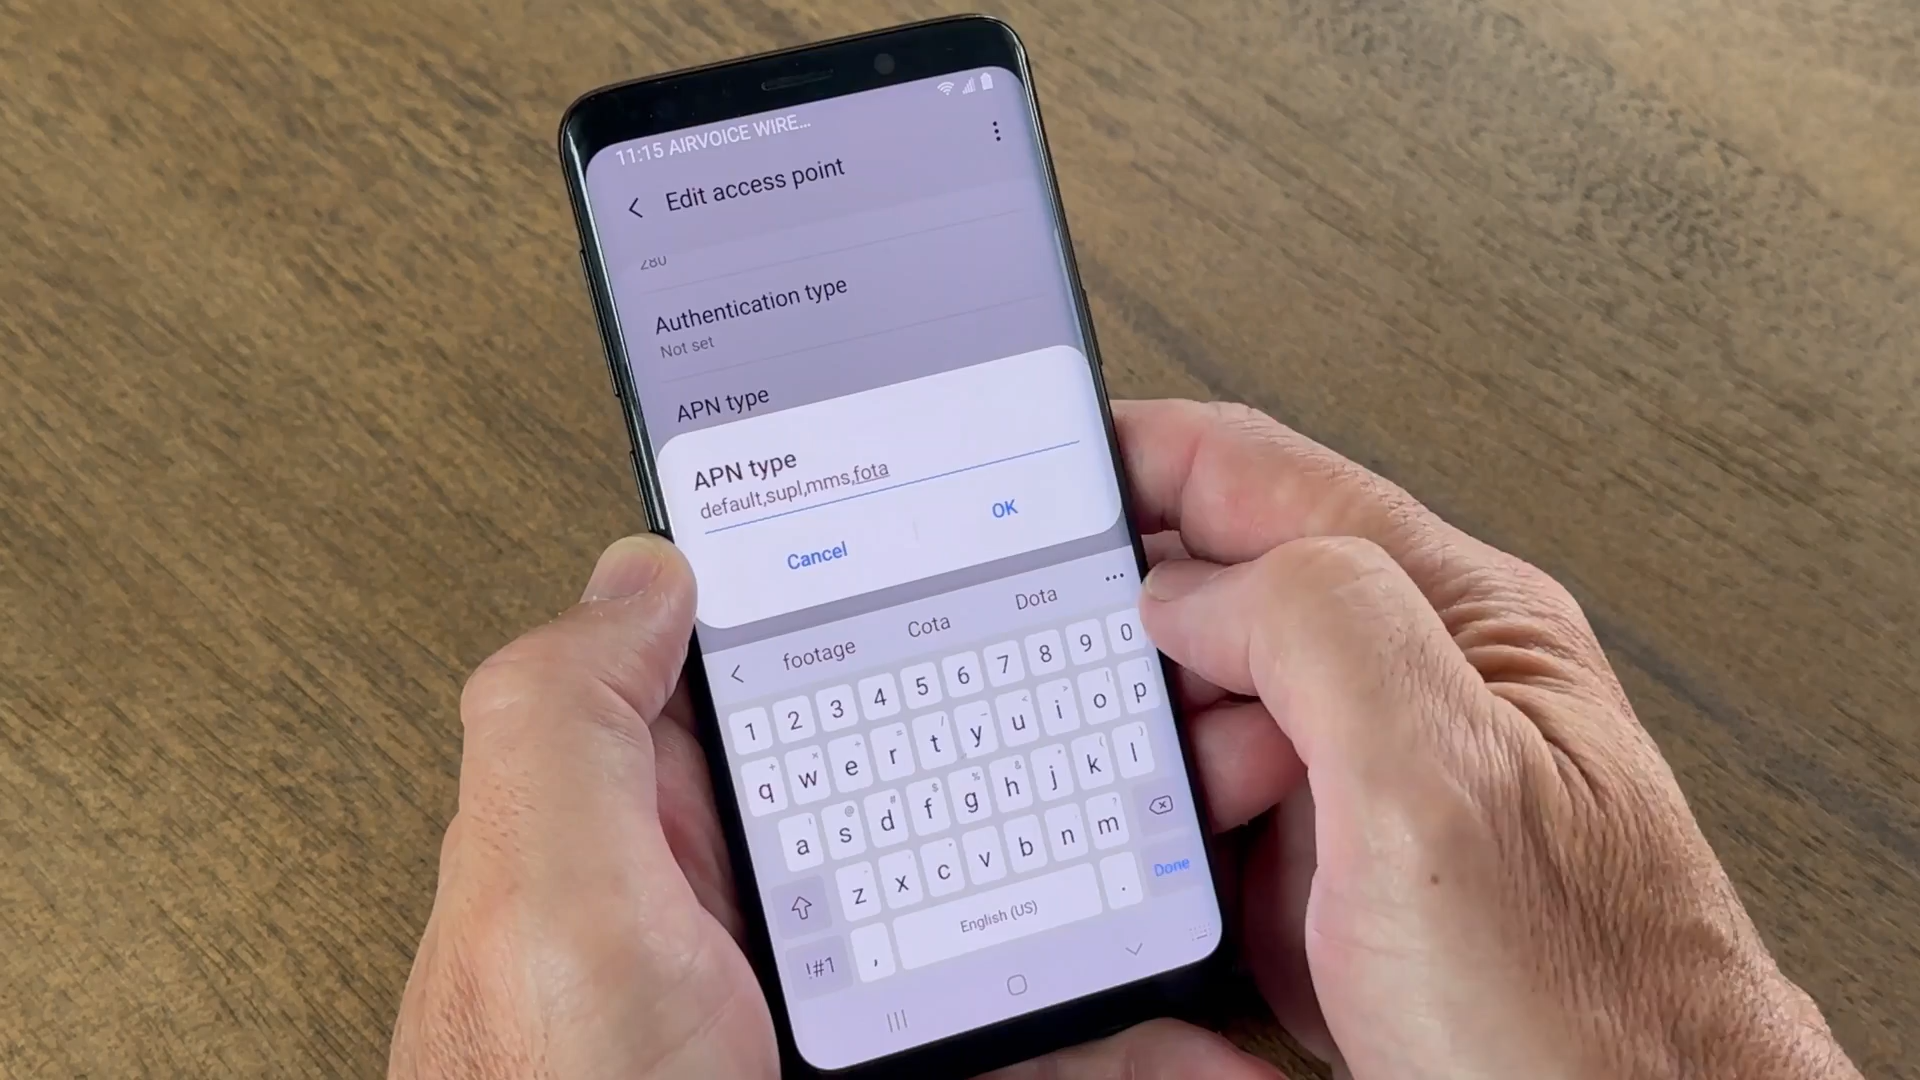 11:15 AIRVOICE WIRE...
Edit access point
280
Authentication type
Not set
APN type
APN type
default,supl,mms,fota
Cancel OK
footage Cota Dota
1 2 3 4 5 6 7 8 9 0
q w e r t y u i o p
a s d f g h j k l
z x c v b n m
!#1 , English (US) . Done